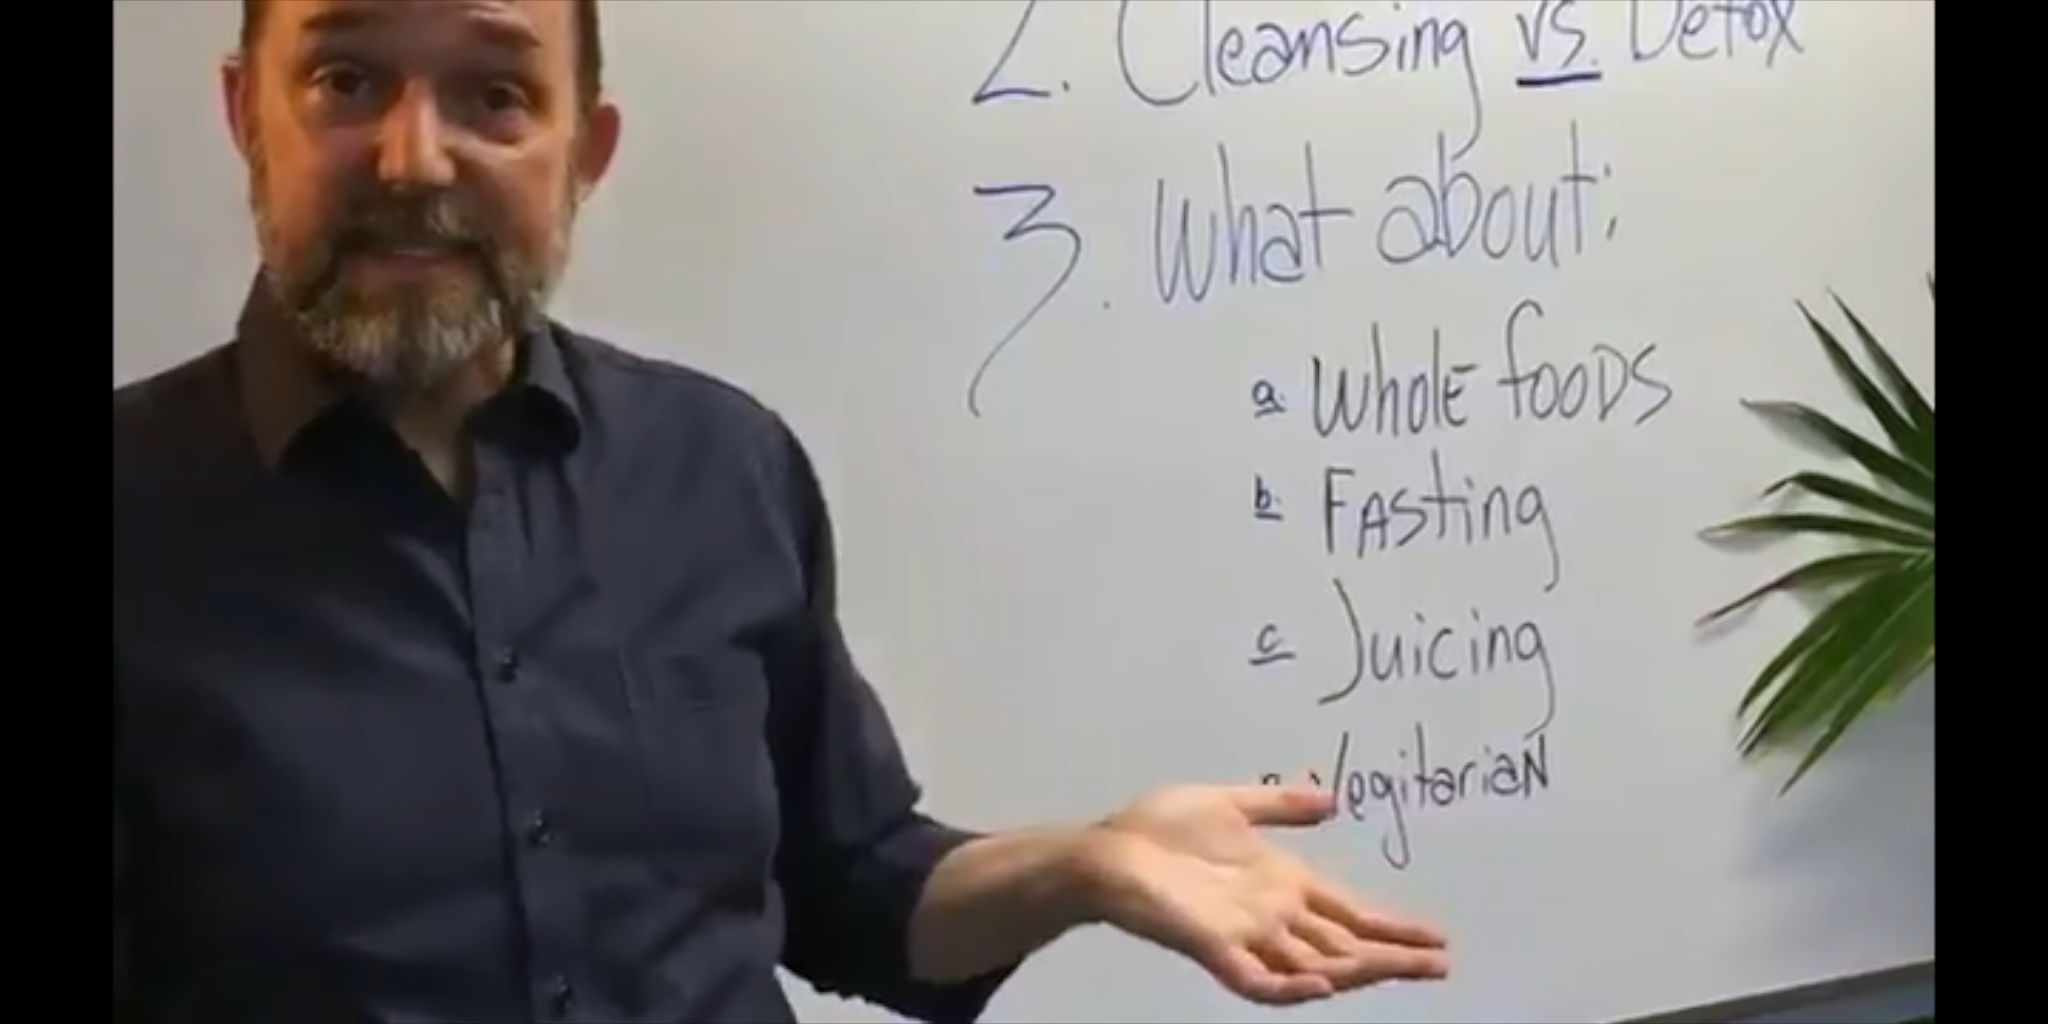 2. Cleansing vs. Detox
3. What about:
a. Whole foods
b. Fasting
c Juicing
Vegitarian